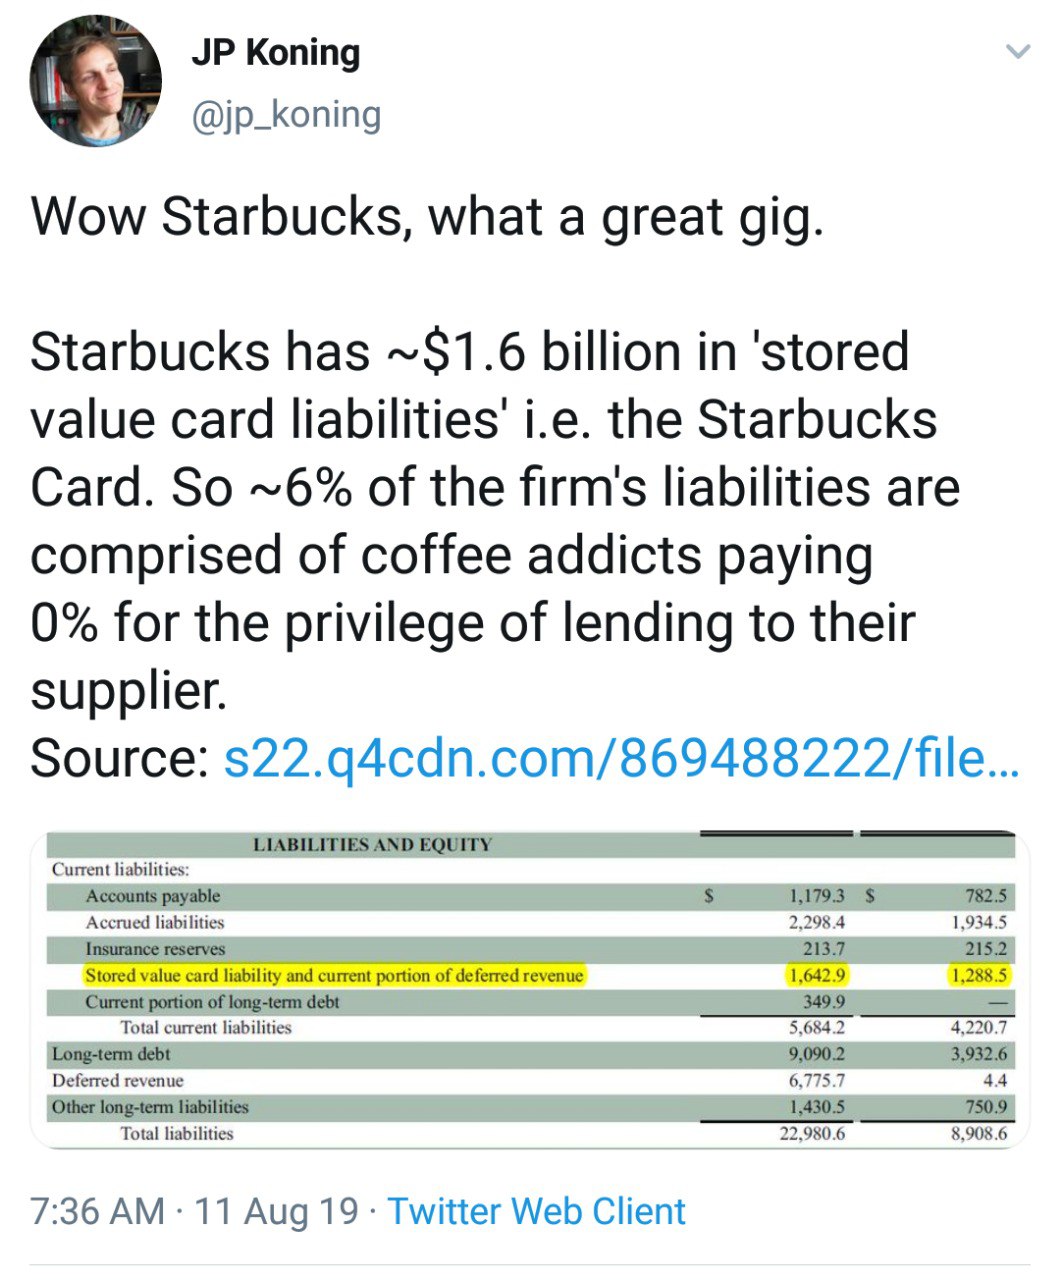 JP Koning
@jp_koning
Wow Starbucks, what a great gig.
Starbucks has ~$1.6 billion in 'stored
value card liabilities' i.e. the Starbucks
Card. So ~6% of the firm's liabilities are
comprised of coffee addicts paying
0% for the privilege of lending to their
supplier.
Source: s22.q4cdn.com/869488222/file...
LIABILITIES AND EQUITY
Current liabilities:
Accounts payable $ 1,179.3 $ 782.5
Accrued liabilities 2,298.4 1,934.5
Insurance reserves 213.7 215.2
Stored value card liability and current portion of deferred revenue 1,642.9 1,288.5
Current portion of long-term debt 349.9 —
Total current liabilities 5,684.2 4,220.7
Long-term debt 9,090.2 3,932.6
Deferred revenue 6,775.7 4.4
Other long-term liabilities 1,430.5 750.9
Total liabilities 22,980.6 8,908.6
7:36 AM · 11 Aug 19 · Twitter Web Client